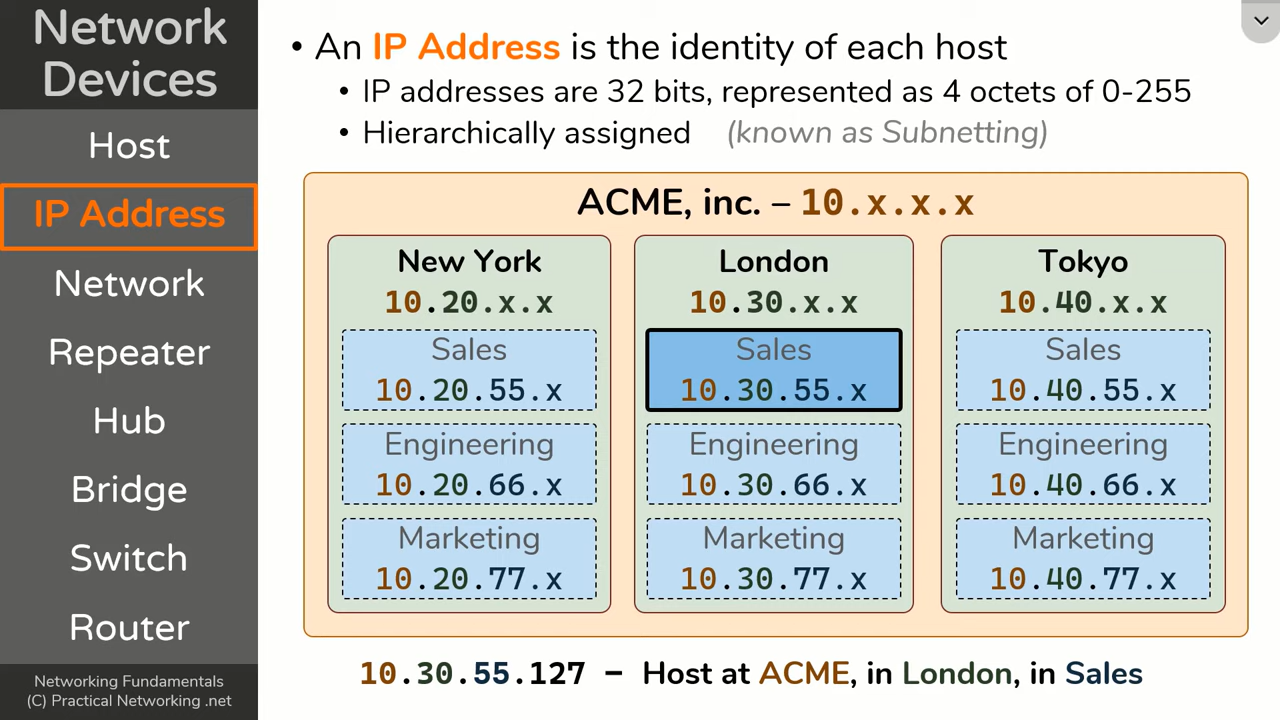 Network
Devices
Host
IP Address
Network
Repeater
Hub
Bridge
Switch
Router
Networking Fundamentals
(C) Practical Networking .net
• An IP Address is the identity of each host
• IP addresses are 32 bits, represented as 4 octets of 0-255
• Hierarchically assigned (known as Subnetting)
ACME, inc. – 10.x.x.x
New York
10.20.x.x
Sales
10.20.55.x
Engineering
10.20.66.x
Marketing
10.20.77.x
London
10.30.x.x
Sales
10.30.55.x
Engineering
10.30.66.x
Marketing
10.30.77.x
Tokyo
10.40.x.x
Sales
10.40.55.x
Engineering
10.40.66.x
Marketing
10.40.77.x
10.30.55.127 – Host at ACME, in London, in Sales